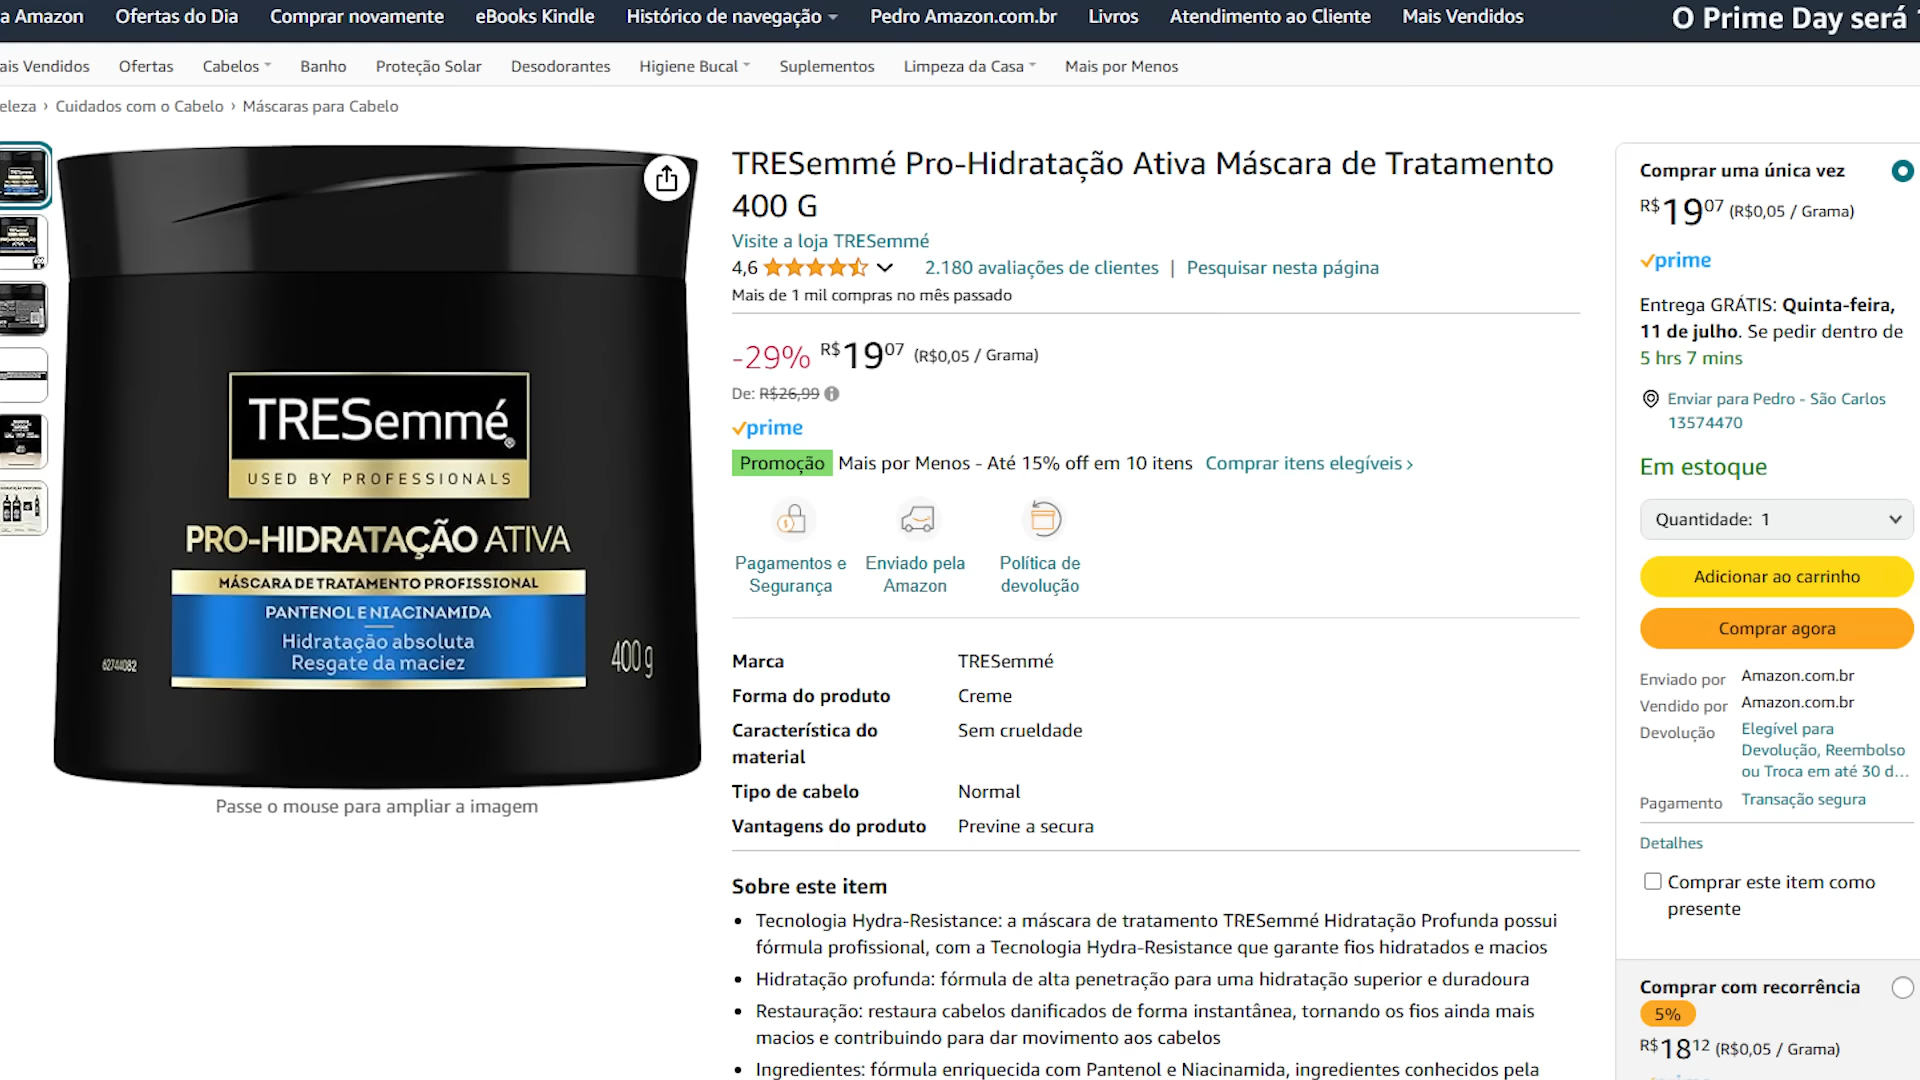 a Amazon Ofertas do Dia Comprar novamente eBooks Kindle Histórico de navegação Pedro Amazon.com.br Livros Atendimento ao Cliente Mais Vendidos O Prime Day será
ais Vendidos Ofertas Cabelos Banho Proteção Solar Desodorantes Higiene Bucal Suplementos Limpeza da Casa Mais por Menos
eleza › Cuidados com o Cabelo › Máscaras para Cabelo
TRESemmé
USED BY PROFESSIONALS
PRO-HIDRATAÇÃO ATIVA
MÁSCARA DE TRATAMENTO PROFISSIONAL
PANTENOL E NIACINAMIDA
Hidratação absoluta
Resgate da maciez
62744082
400 g
Passe o mouse para ampliar a imagem
TRESemmé Pro-Hidratação Ativa Máscara de Tratamento
400 G
Visite a loja TRESemmé
4,6 2.180 avaliações de clientes | Pesquisar nesta página
Mais de 1 mil compras no mês passado
-29% R$1907 (R$0,05 / Grama)
De: R$26,99
prime
Promoção Mais por Menos - Até 15% off em 10 itens Comprar itens elegíveis ›
Pagamentos e
Segurança
Enviado pela
Amazon
Política de
devolução
Marca TRESemmé
Forma do produto Creme
Característica do
material
Sem crueldade
Tipo de cabelo Normal
Vantagens do produto Previne a secura
Sobre este item
• Tecnologia Hydra-Resistance: a máscara de tratamento TRESemmé Hidratação Profunda possui
fórmula profissional, com a Tecnologia Hydra-Resistance que garante fios hidratados e macios
• Hidratação profunda: fórmula de alta penetração para uma hidratação superior e duradoura
• Restauração: restaura cabelos danificados de forma instantânea, tornando os fios ainda mais
macios e contribuindo para dar movimento aos cabelos
• Ingredientes: fórmula enriquecida com Pantenol e Niacinamida, ingredientes conhecidos pela
Comprar uma única vez
R$1907 (R$0,05 / Grama)
prime
Entrega GRÁTIS: Quinta-feira,
11 de julho. Se pedir dentro de
5 hrs 7 mins
Enviar para Pedro - São Carlos
13574470
Em estoque
Quantidade: 1
Adicionar ao carrinho
Comprar agora
Enviado por Amazon.com.br
Vendido por Amazon.com.br
Devolução Elegível para
Devolução, Reembolso
ou Troca em até 30 d...
Pagamento Transação segura
Detalhes
Comprar este item como
presente
Comprar com recorrência
5%
R$1812 (R$0,05 / Grama)